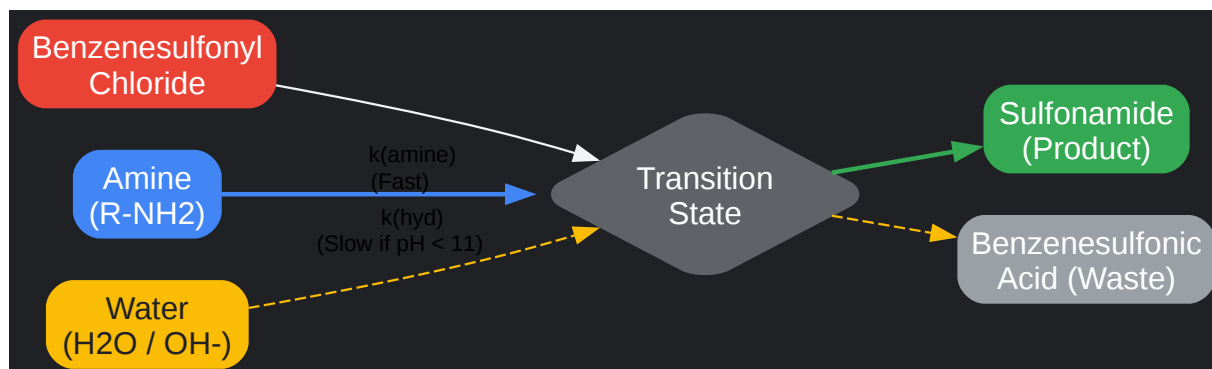 Benzenesulfonyl
Chloride
Amine
(R-NH2)
Water
(H2O / OH-)
k(amine)
(Fast)
k(hyd)
(Slow if pH < 11)
Transition
State
Sulfonamide
(Product)
Benzenesulfonic
Acid (Waste)